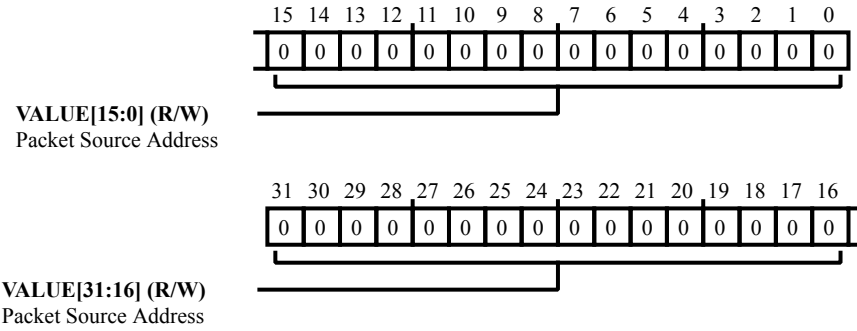 15 14 13 12 11 10 9 8 7 6 5 4 3 2 1 0
0 0 0 0 0 0 0 0 0 0 0 0 0 0 0 0
VALUE[15:0] (R/W)
Packet Source Address
31 30 29 28 27 26 25 24 23 22 21 20 19 18 17 16
0 0 0 0 0 0 0 0 0 0 0 0 0 0 0 0
VALUE[31:16] (R/W)
Packet Source Address